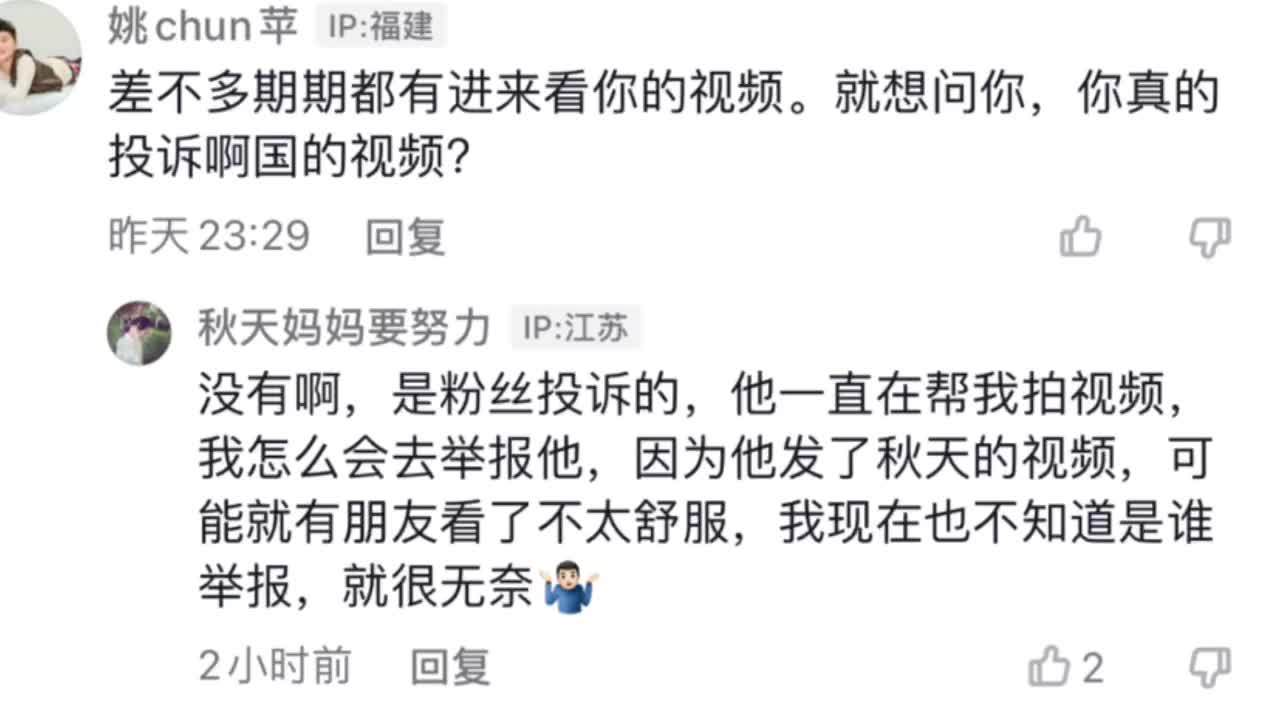 姚chun苹 IP:福建
差不多期期都有进来看你的视频。就想问你，你真的
投诉啊国的视频？
昨天23:29 回复
秋天妈妈要努力 IP:江苏
没有啊，是粉丝投诉的，他一直在帮我拍视频，
我怎么会去举报他，因为他发了秋天的视频，可
能就有朋友看了不太舒服，我现在也不知道是谁
举报，就很无奈🤷🏻‍♂️
2小时前 回复 2